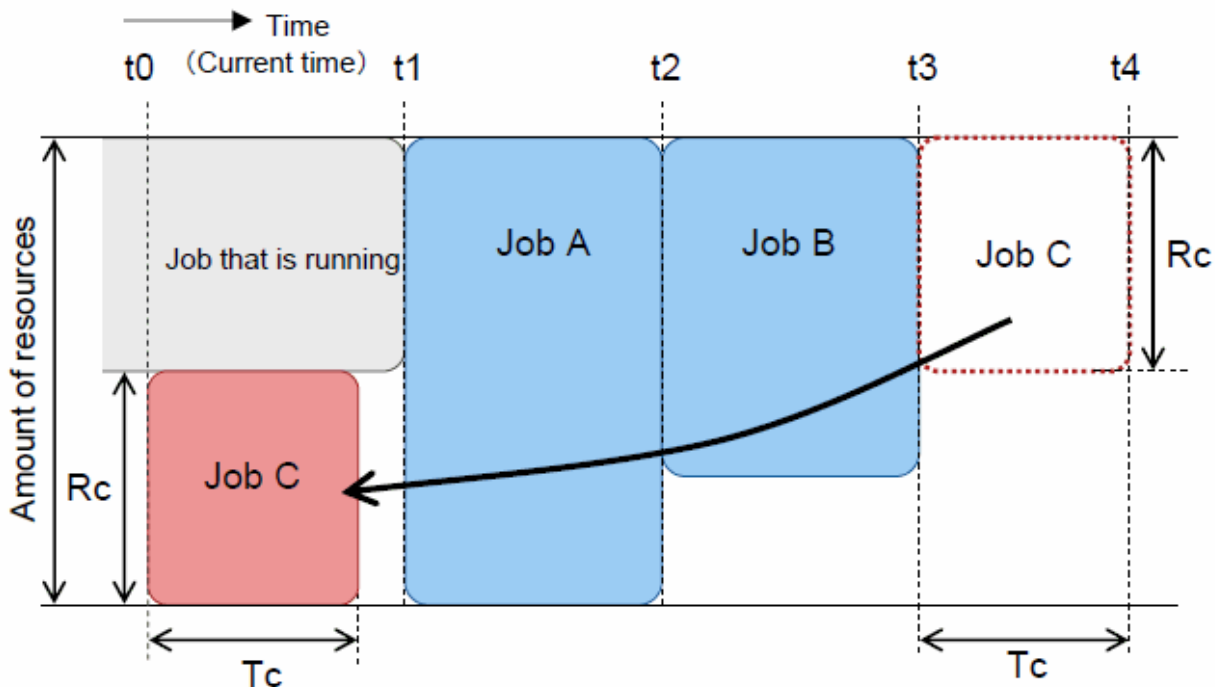 Time
t0
（Current time）
t1
t2
t3
t4
Amount of resources
Job that is running
Job A
Job B
Job C
Rc
Rc
Job C
Tc
Tc